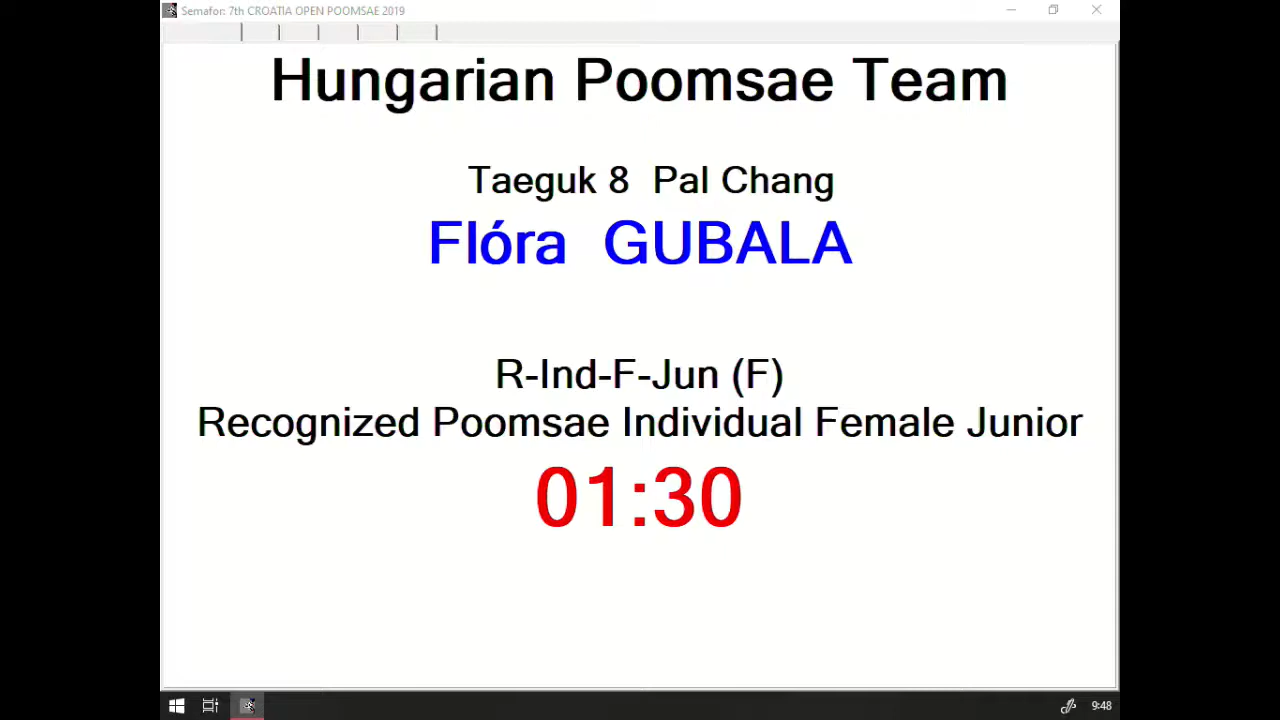 Semafor: 7th CROATIA OPEN POOMSAE 2019
Hungarian Poomsae Team
Taeguk 8 Pal Chang
Flóra GUBALA
R-Ind-F-Jun (F)
Recognized Poomsae Individual Female Junior
01:30
9:48